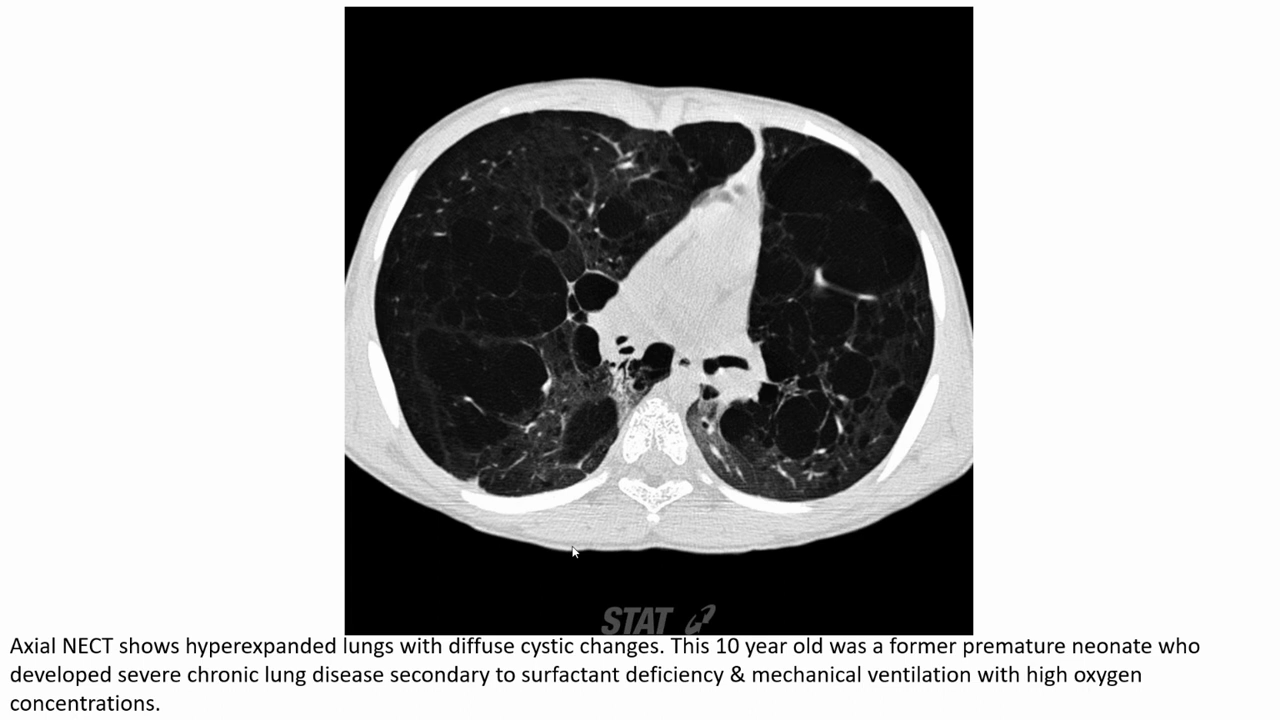 STAT
Axial NECT shows hyperexpanded lungs with diffuse cystic changes. This 10 year old was a former premature neonate who
developed severe chronic lung disease secondary to surfactant deficiency & mechanical ventilation with high oxygen
concentrations.